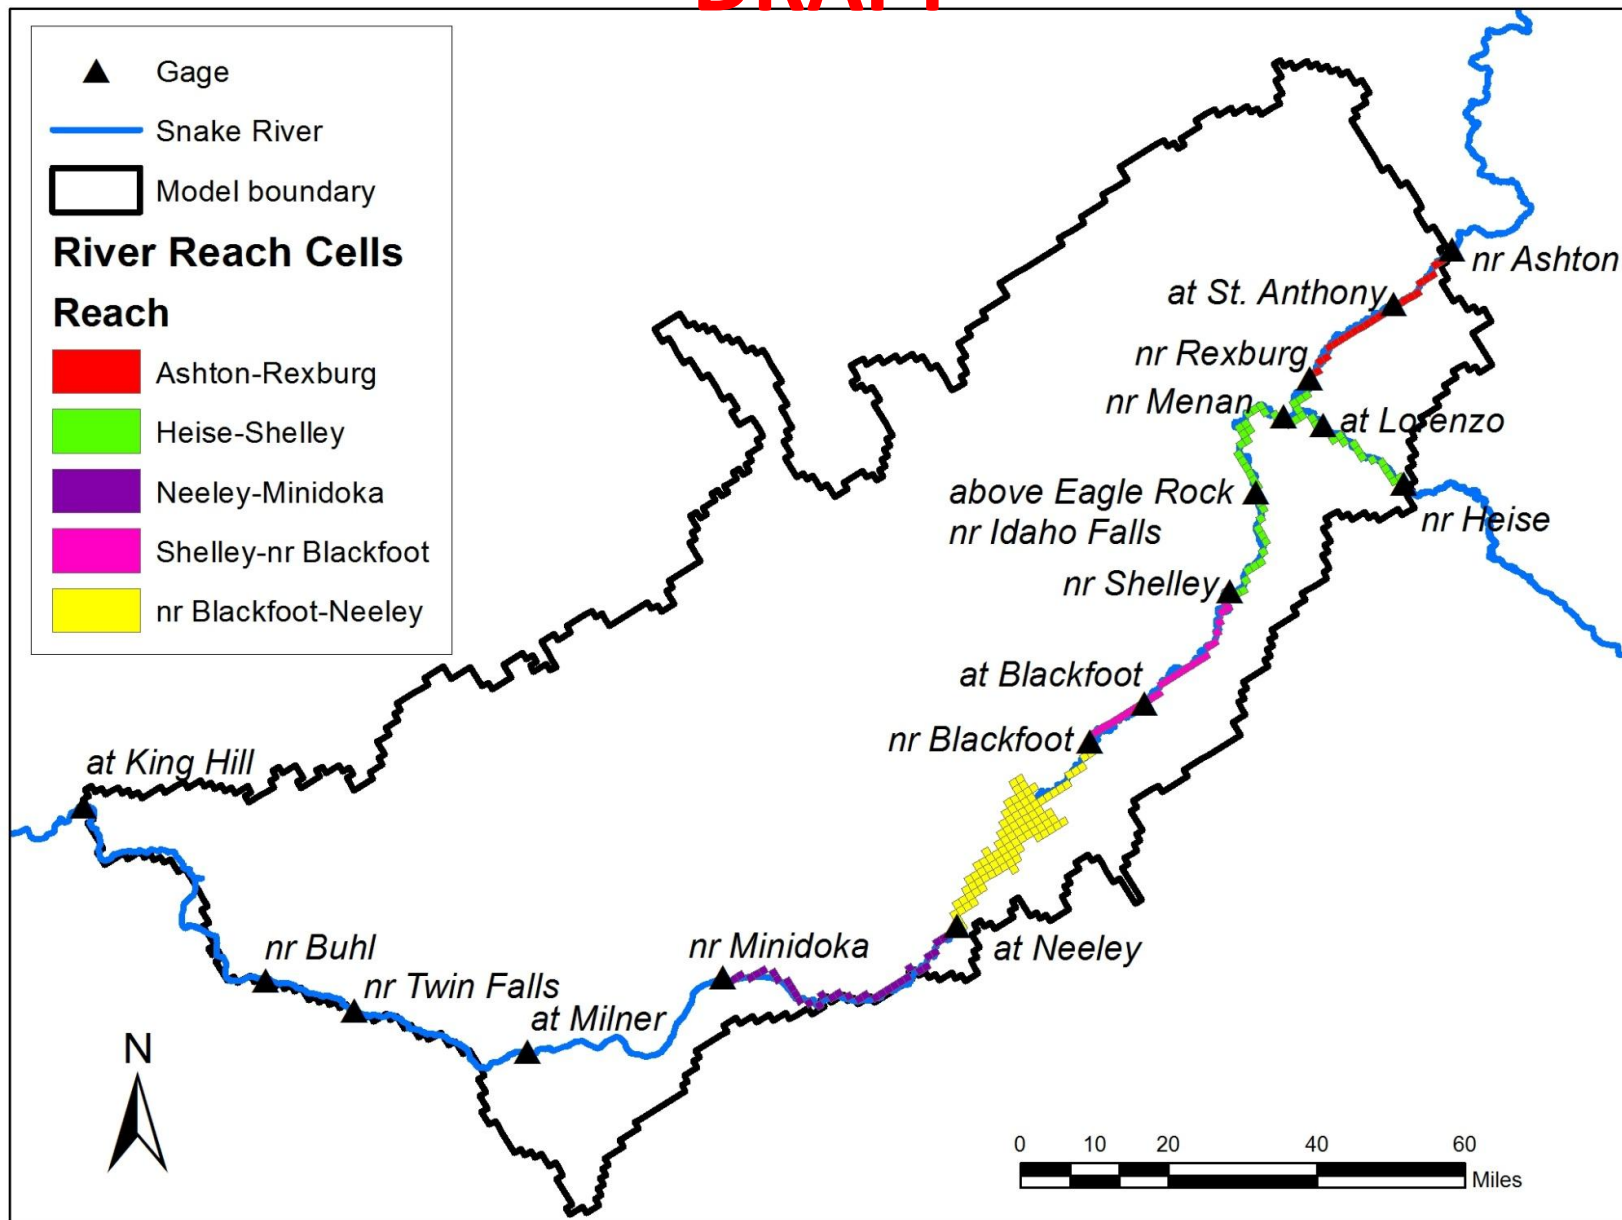 DRAFT
Gage
Snake River
Model boundary
River Reach Cells
Reach
Ashton-Rexburg
Heise-Shelley
Neeley-Minidoka
Shelley-nr Blackfoot
nr Blackfoot-Neeley
nr Ashton
at St. Anthony
nr Rexburg
nr Menan
at Lorenzo
above Eagle Rock
nr Idaho Falls
nr Heise
nr Shelley
at Blackfoot
nr Blackfoot
at King Hill
nr Buhl
nr Minidoka
at Neeley
nr Twin Falls
at Milner
N
0 10 20 40 60
Miles